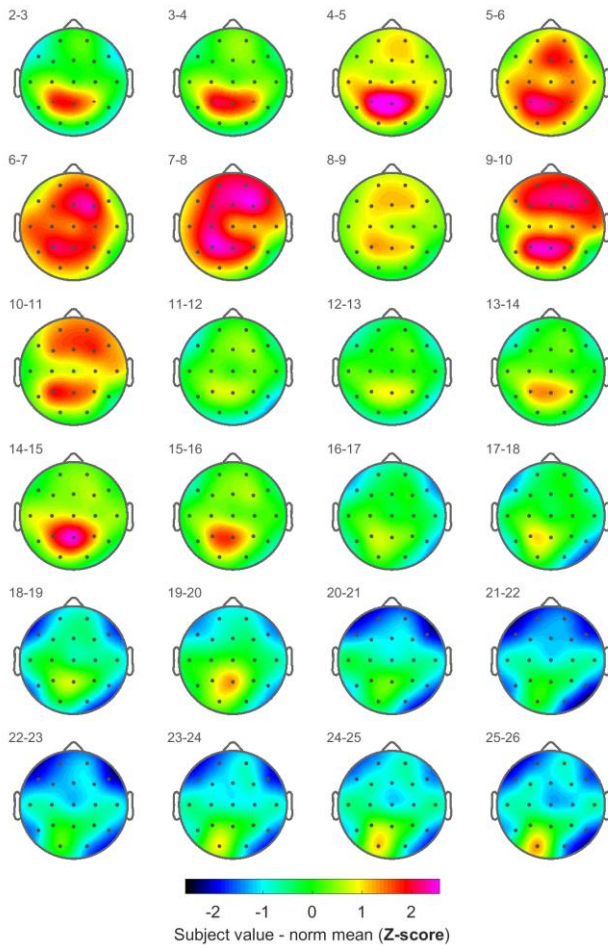 2-3 3-4 4-5 5-6
6-7 7-8 8-9 9-10
10-11 11-12 12-13 13-14
14-15 15-16 16-17 17-18
18-19 19-20 20-21 21-22
22-23 23-24 24-25 25-26
-2 -1 0 1 2
Subject value - norm mean (Z-score)